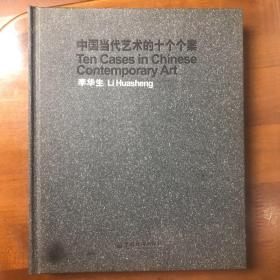 中国当代艺术的十个个案
Ten Cases in Chinese
Contemporary Art
李华生 Li Huasheng